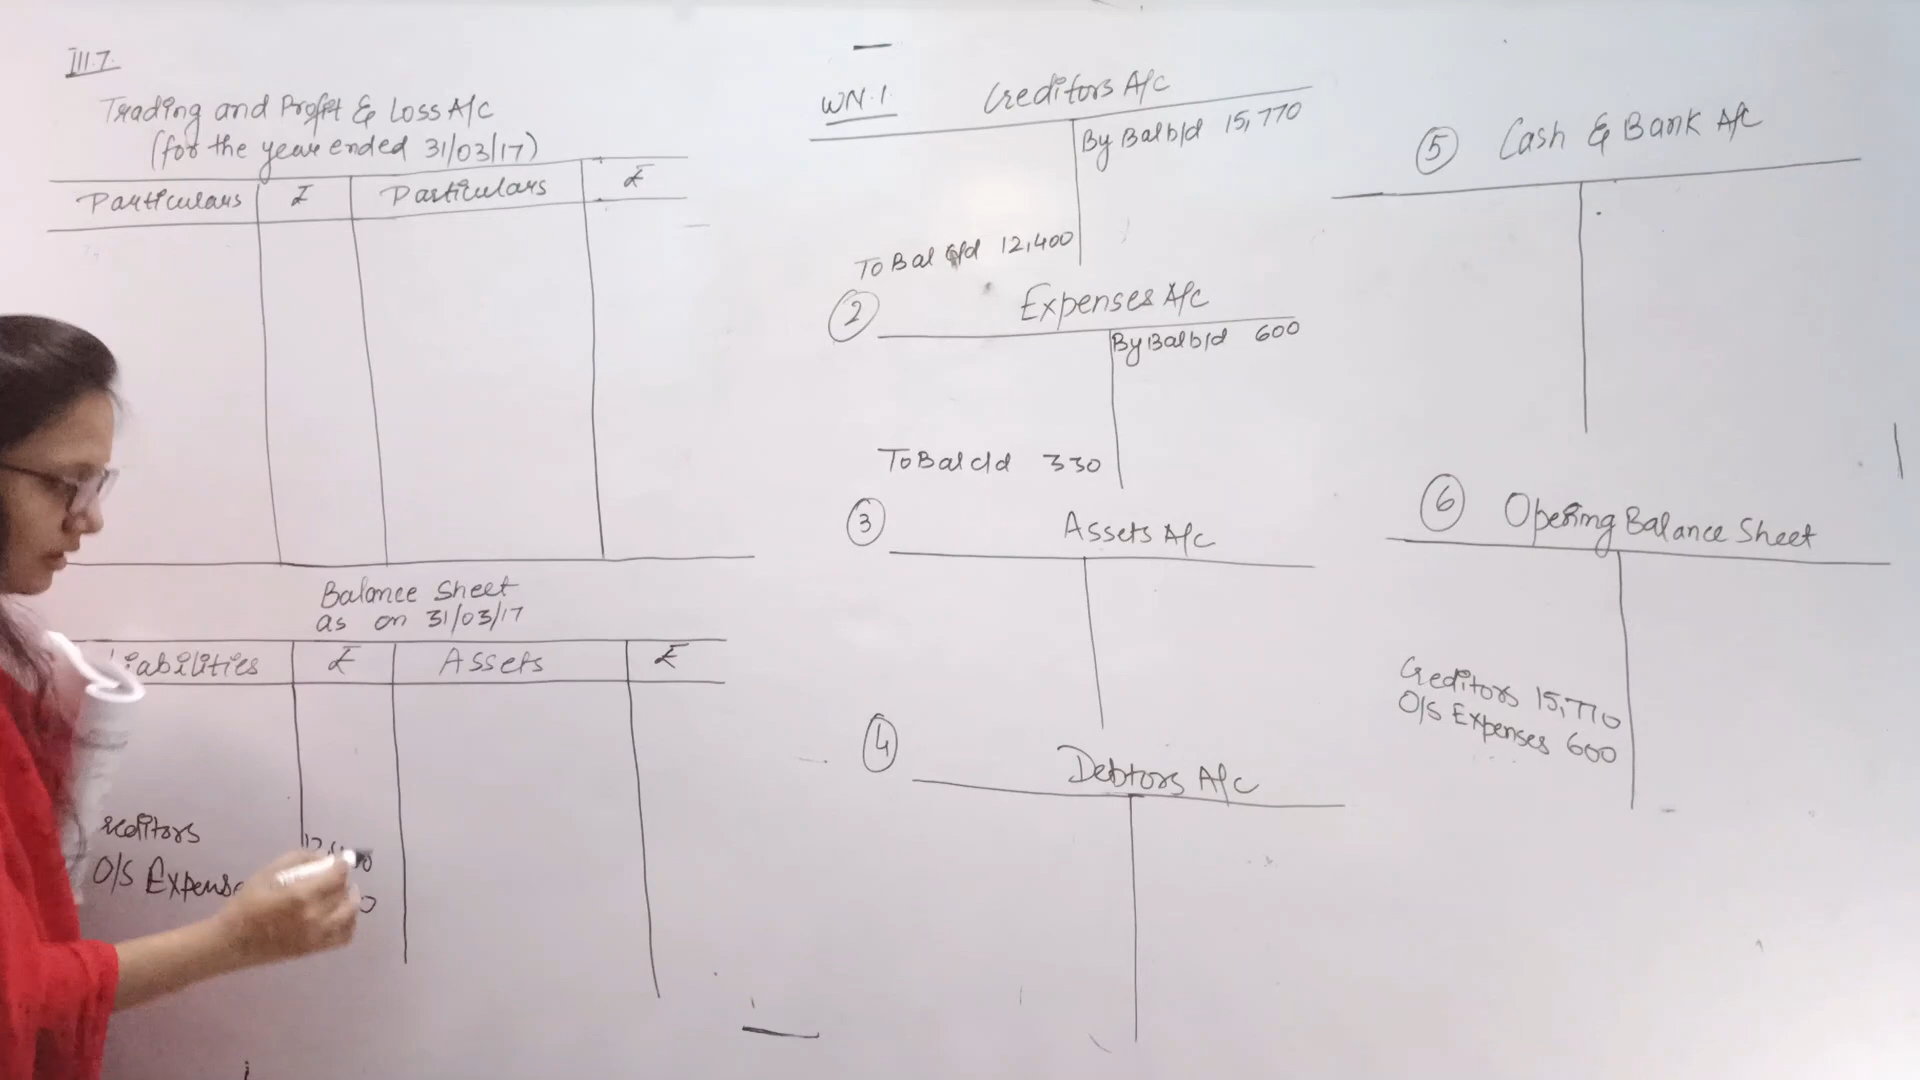 III.7.
Trading and Profit & Loss A/c
(for the year ended 31/03/17)
Particulars ₹ Particulars ₹
Balance Sheet
as on 31/03/17
iabilities ₹ Assets ₹
reditors
O/S Expense
WN.1. Creditors A/c
By Bal b/d 15,770
To Bal c/d 12,400
2 Expenses A/c
By Bal b/d 600
To Bal c/d 330
3 Assets A/c
4 Debtors A/c
5 Cash & Bank A/c
6 Opening Balance Sheet
Creditors 15,770
O/S Expenses 600